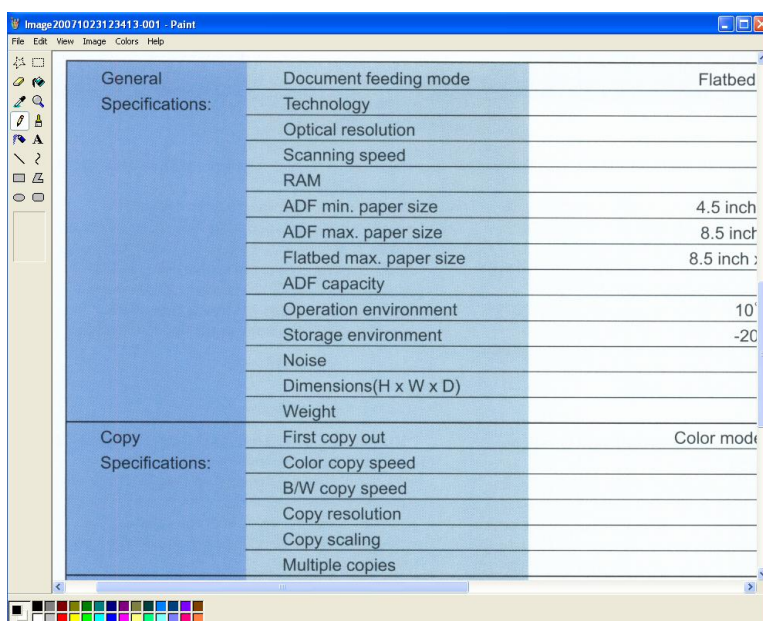 Image20071023123413-001 - Paint
File Edit View Image Colors Help
General Document feeding mode Flatbed
Specifications: Technology
Optical resolution
Scanning speed
RAM
ADF min. paper size 4.5 inch
ADF max. paper size 8.5 inch
Flatbed max. paper size 8.5 inch
ADF capacity
Operation environment 10°
Storage environment -20
Noise
Dimensions(H x W x D)
Weight
Copy First copy out Color mode
Specifications: Color copy speed
B/W copy speed
Copy resolution
Copy scaling
Multiple copies